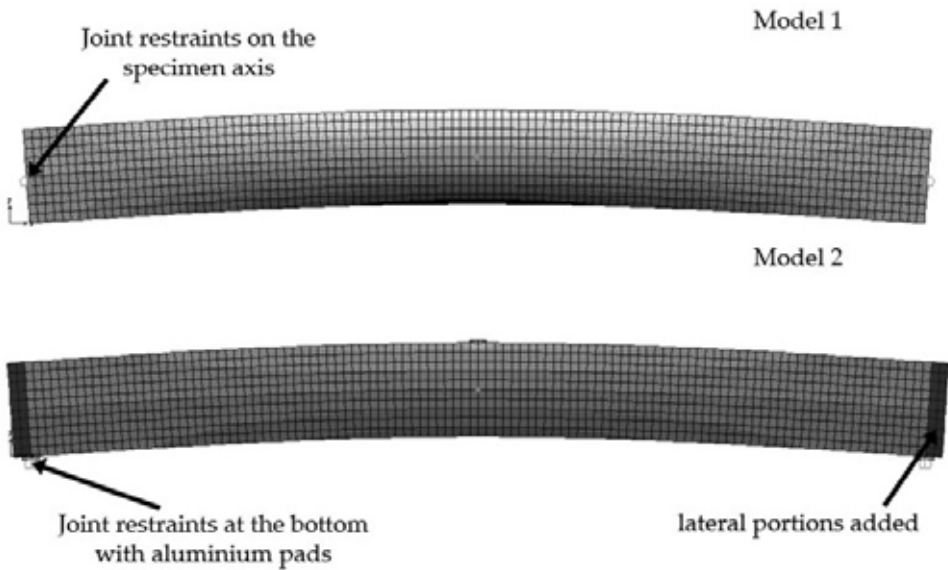 Model 1
Joint restraints on the
specimen axis
Model 2
Joint restraints at the bottom
with aluminium pads
lateral portions added